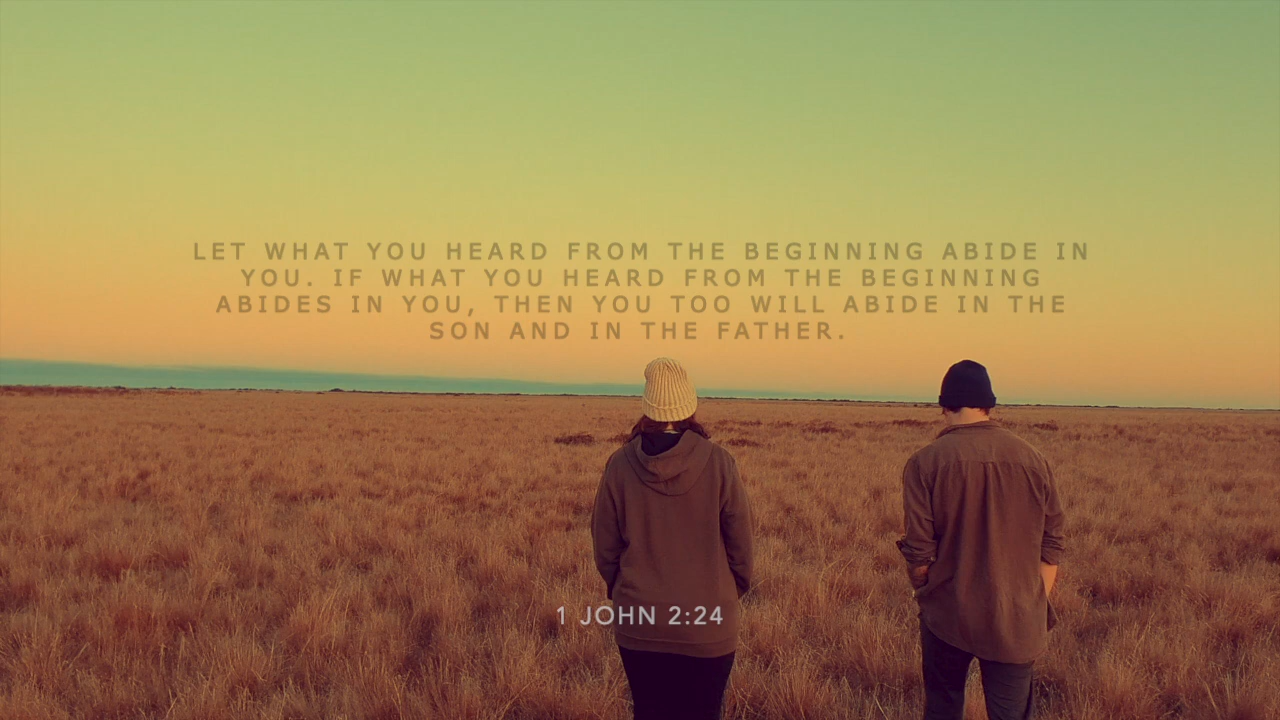 LET WHAT YOU HEARD FROM THE BEGINNING ABIDE IN
YOU. IF WHAT YOU HEARD FROM THE BEGINNING
ABIDES IN YOU, THEN YOU TOO WILL ABIDE IN THE
SON AND IN THE FATHER.
1 JOHN 2:24